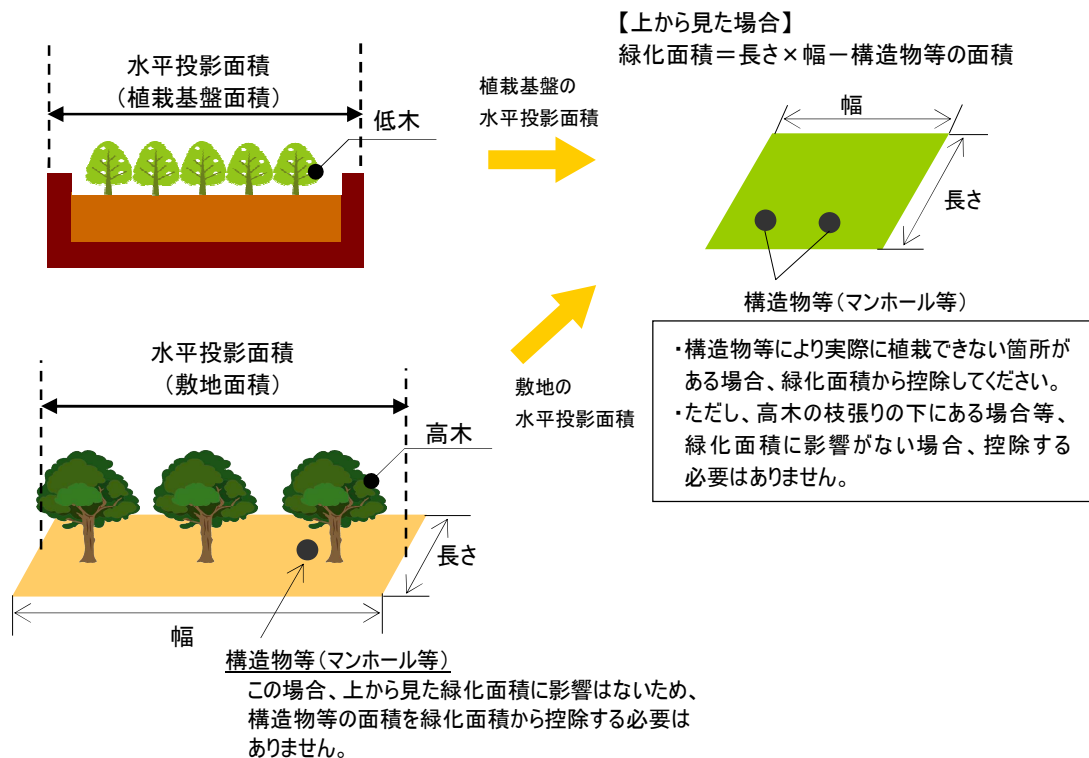 【上から見た場合】
緑化面積＝長さ×幅－構造物等の面積
水平投影面積
（植栽基盤面積）
低木
植栽基盤の
水平投影面積
幅
長さ
構造物等（マンホール等）
・構造物等により実際に植栽できない箇所が
ある場合、緑化面積から控除してください。
・ただし、高木の枝張りの下にある場合等、
緑化面積に影響がない場合、控除する
必要はありません。
水平投影面積
（敷地面積）
高木
敷地の
水平投影面積
長さ
幅
構造物等（マンホール等）
この場合、上から見た緑化面積に影響はないため、
構造物等の面積を緑化面積から控除する必要は
ありません。